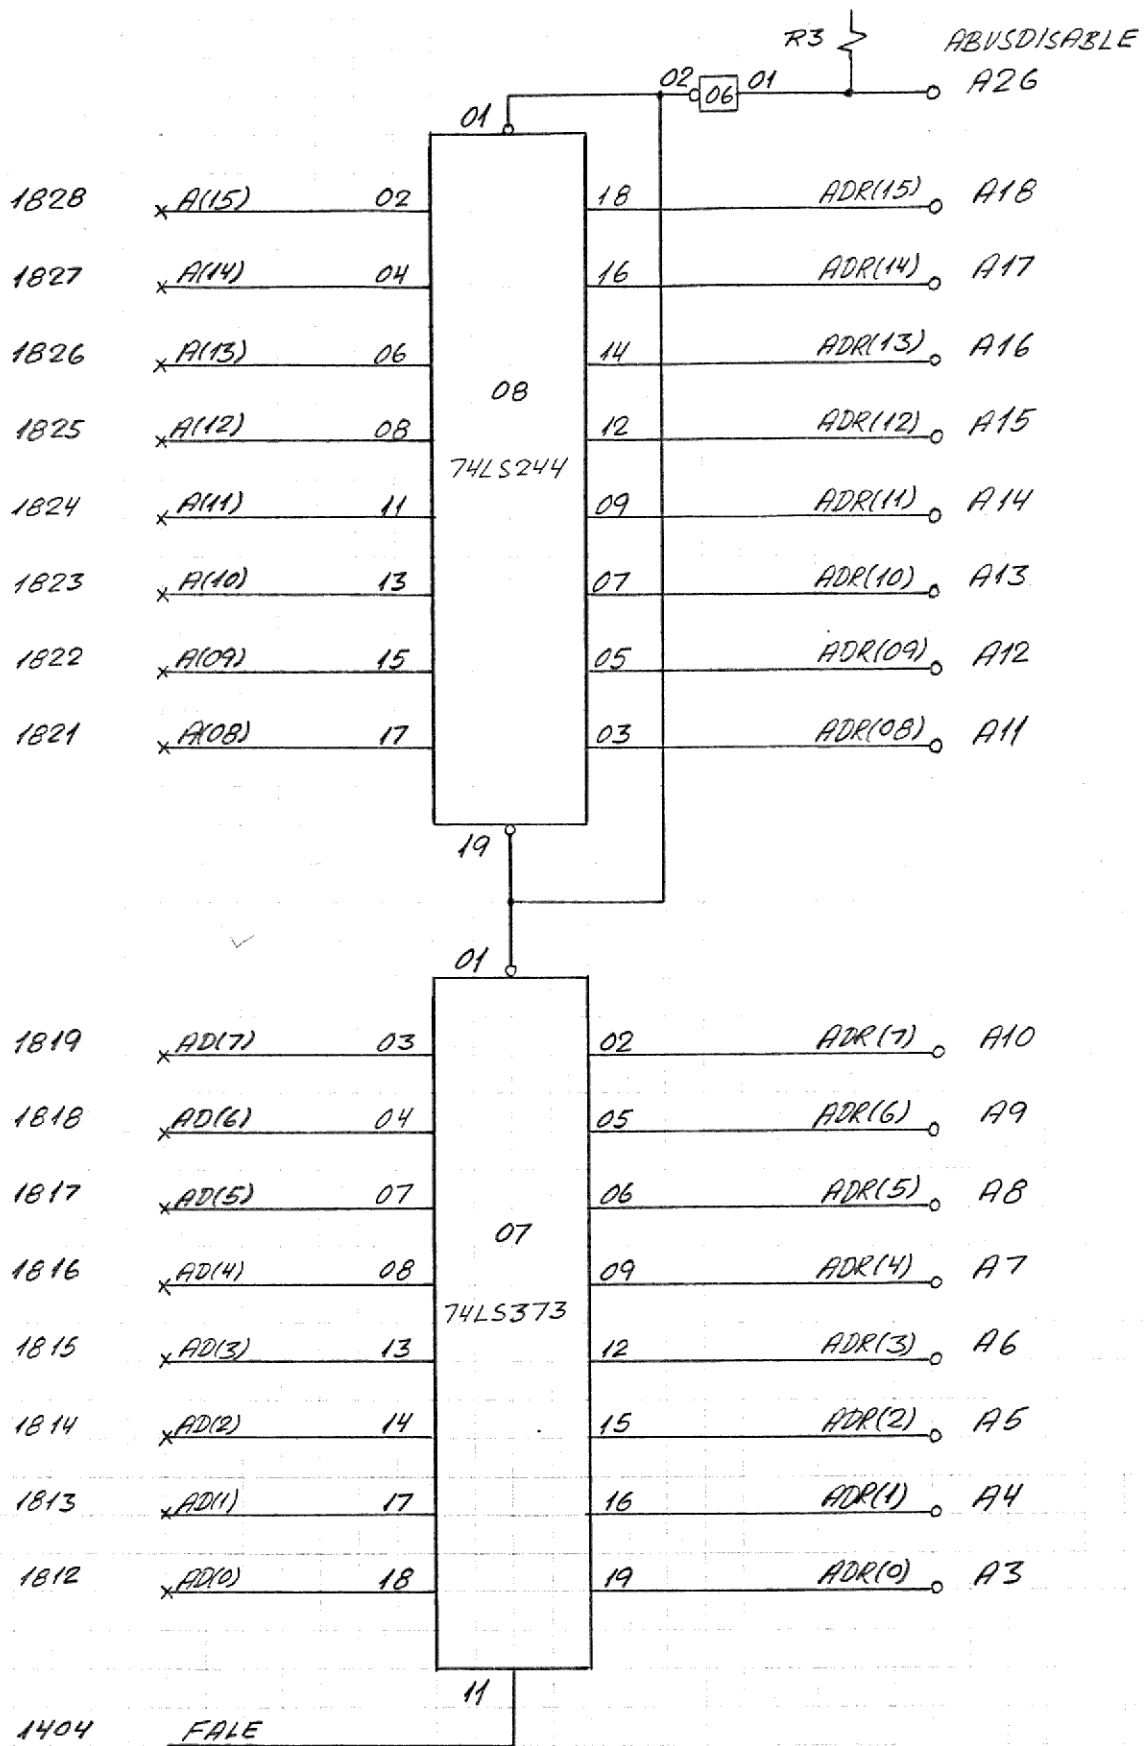 R3 ABUSDISABLE
02 06 01 A26
01
1828 A(15) 02 18 ADR(15) A18
1827 A(14) 04 16 ADR(14) A17
1826 A(13) 06 14 ADR(13) A16
08
1825 A(12) 08 12 ADR(12) A15
74LS244
1824 A(11) 11 09 ADR(11) A14
1823 A(10) 13 07 ADR(10) A13
1822 A(09) 15 05 ADR(09) A12
1821 A(08) 17 03 ADR(08) A11
19
01
1819 AD(7) 03 02 ADR(7) A10
1818 AD(6) 04 05 ADR(6) A9
1817 AD(5) 07 06 ADR(5) A8
07
1816 AD(4) 08 09 ADR(4) A7
74LS373
1815 AD(3) 13 12 ADR(3) A6
1814 AD(2) 14 15 ADR(2) A5
1813 AD(1) 17 16 ADR(1) A4
1812 AD(0) 18 19 ADR(0) A3
11
1404 FALE